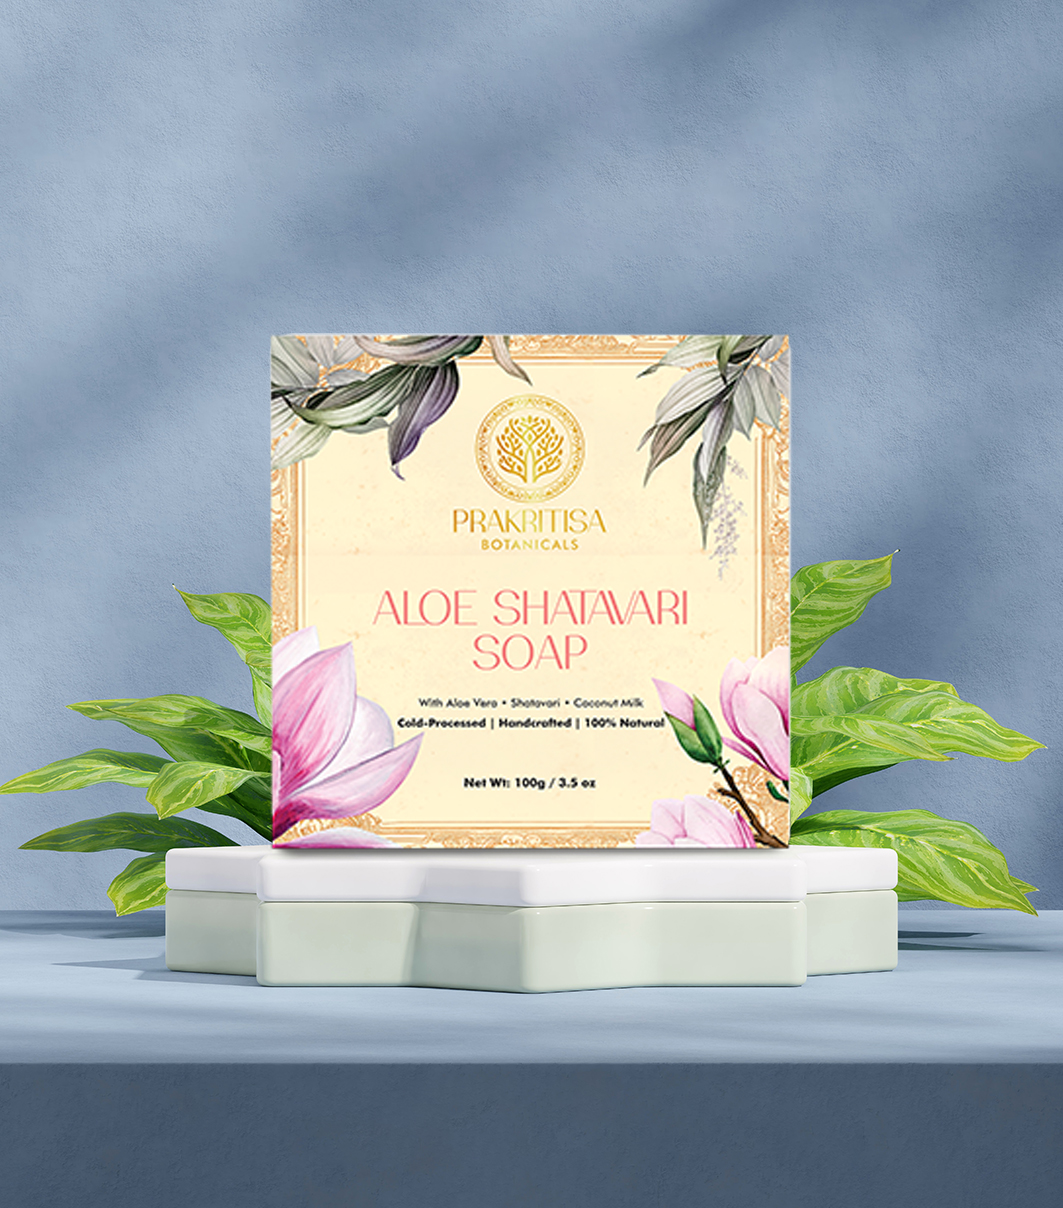 PRAKRITISA
BOTANICALS
ALOE SHATAVARI
SOAP
With Aloe Vera • Shatavari • Coconut Milk
Cold-Processed | Handcrafted | 100% Natural
Net Wt: 100g / 3.5 oz